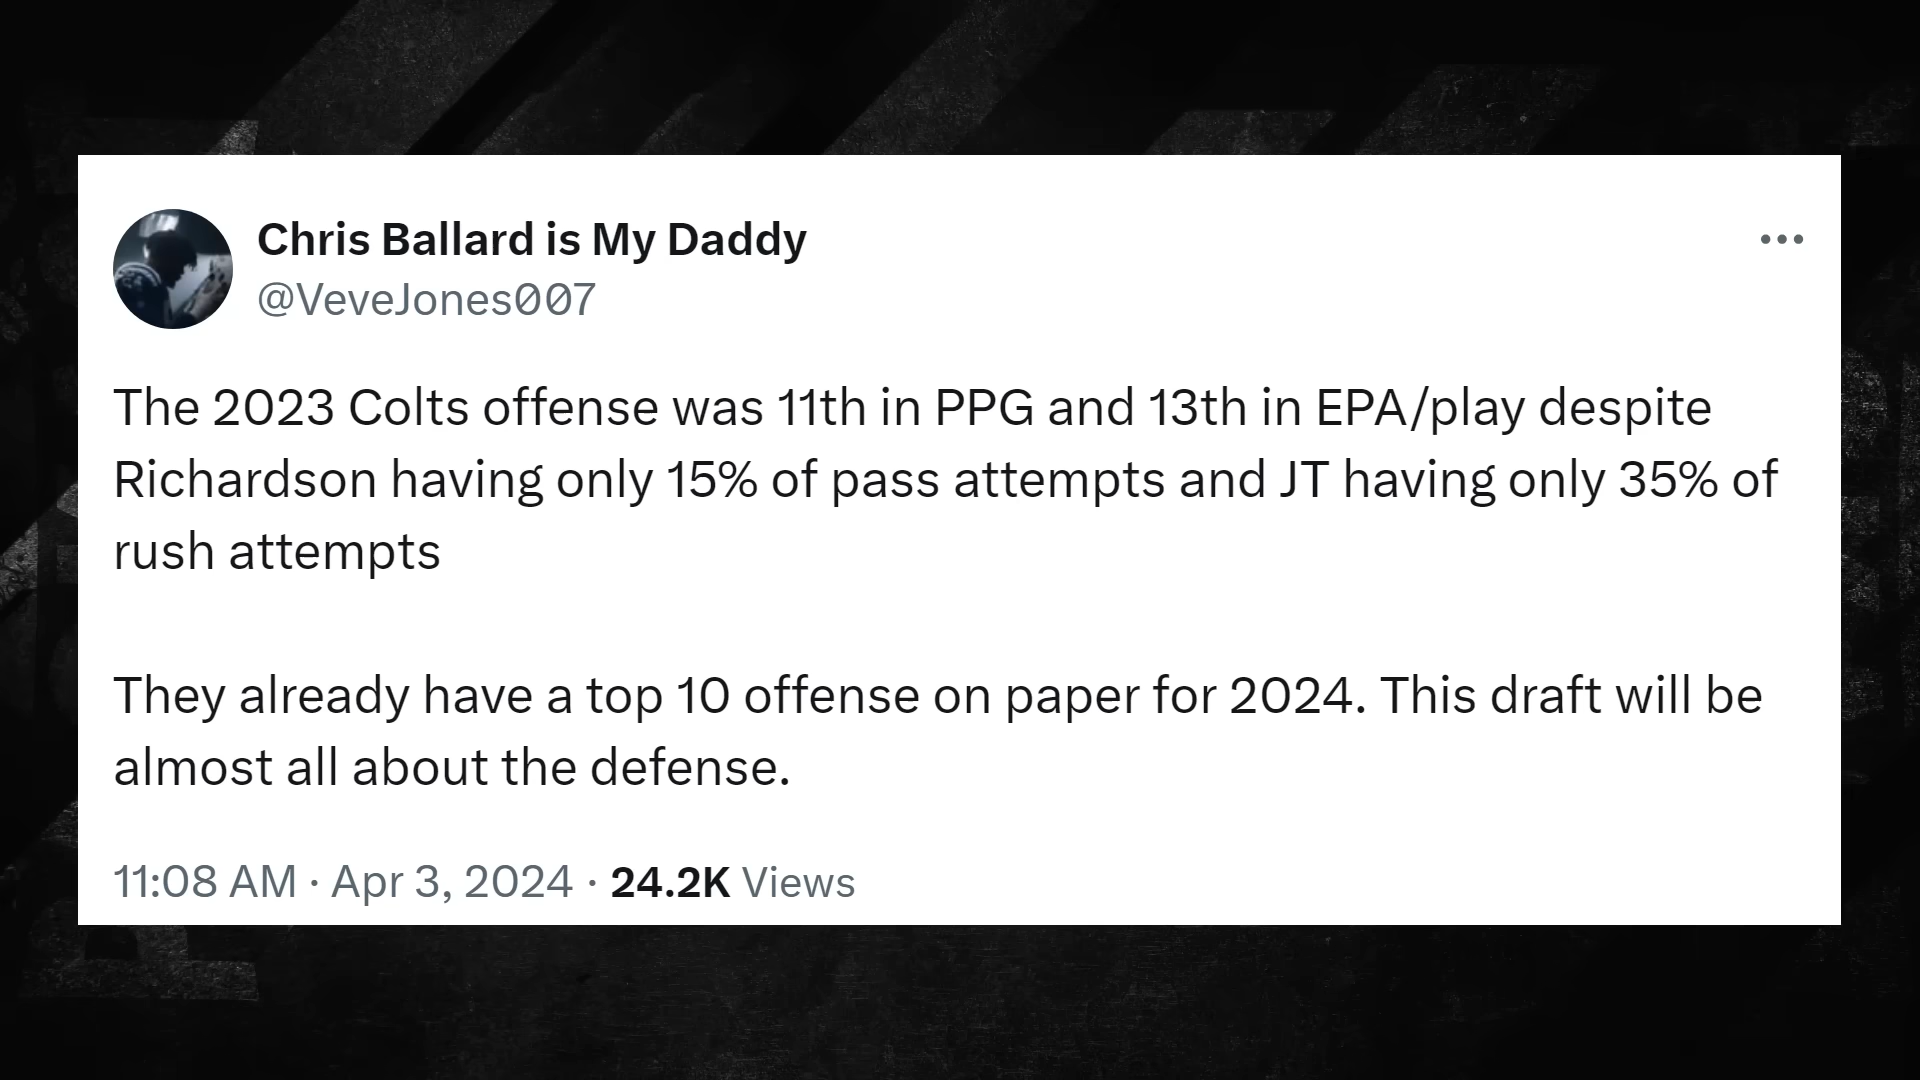 Chris Ballard is My Daddy
@VeveJones007
The 2023 Colts offense was 11th in PPG and 13th in EPA/play despite
Richardson having only 15% of pass attempts and JT having only 35% of
rush attempts
They already have a top 10 offense on paper for 2024. This draft will be
almost all about the defense.
11:08 AM · Apr 3, 2024 · 24.2K Views